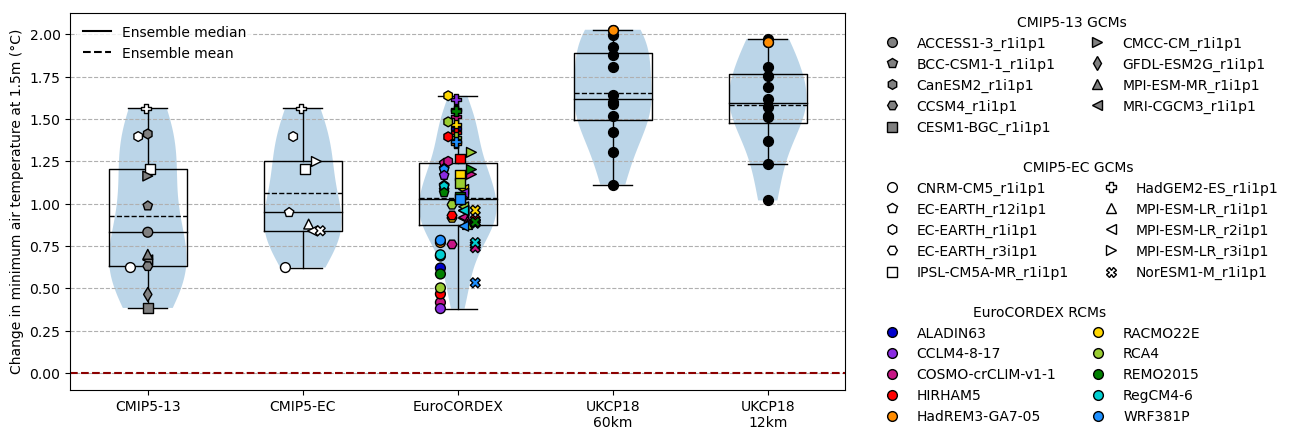 Change in minimum air temperature at 1.5m (°C)
2.00
1.75
1.50
1.25
1.00
0.75
0.50
0.25
0.00
Ensemble median
Ensemble mean
CMIP5-13
CMIP5-EC
EuroCORDEX
UKCP18
60km
UKCP18
12km
CMIP5-13 GCMs
ACCESS1-3_r1i1p1
BCC-CSM1-1_r1i1p1
CanESM2_r1i1p1
CCSM4_r1i1p1
CESM1-BGC_r1i1p1
CMCC-CM_r1i1p1
GFDL-ESM2G_r1i1p1
MPI-ESM-MR_r1i1p1
MRI-CGCM3_r1i1p1
CMIP5-EC GCMs
CNRM-CM5_r1i1p1
EC-EARTH_r12i1p1
EC-EARTH_r1i1p1
EC-EARTH_r3i1p1
IPSL-CM5A-MR_r1i1p1
HadGEM2-ES_r1i1p1
MPI-ESM-LR_r1i1p1
MPI-ESM-LR_r2i1p1
MPI-ESM-LR_r3i1p1
NorESM1-M_r1i1p1
EuroCORDEX RCMs
ALADIN63
CCLM4-8-17
COSMO-crCLIM-v1-1
HIRHAM5
HadREM3-GA7-05
RACMO22E
RCA4
REMO2015
RegCM4-6
WRF381P